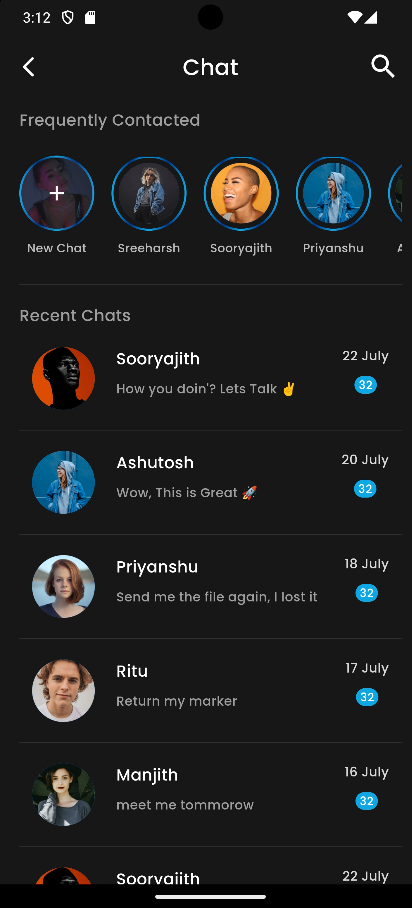 3:12
Chat
Frequently Contacted
New Chat
Sreeharsh
Sooryajith
Priyanshu
Recent Chats
Sooryajith
22 July
How you doin'? Lets Talk ✌️
32
Ashutosh
20 July
Wow, This is Great 🚀
32
Priyanshu
18 July
Send me the file again, I lost it
32
Ritu
17 July
Return my marker
32
Manjith
16 July
meet me tommorow
32
Sooryajith
22 July